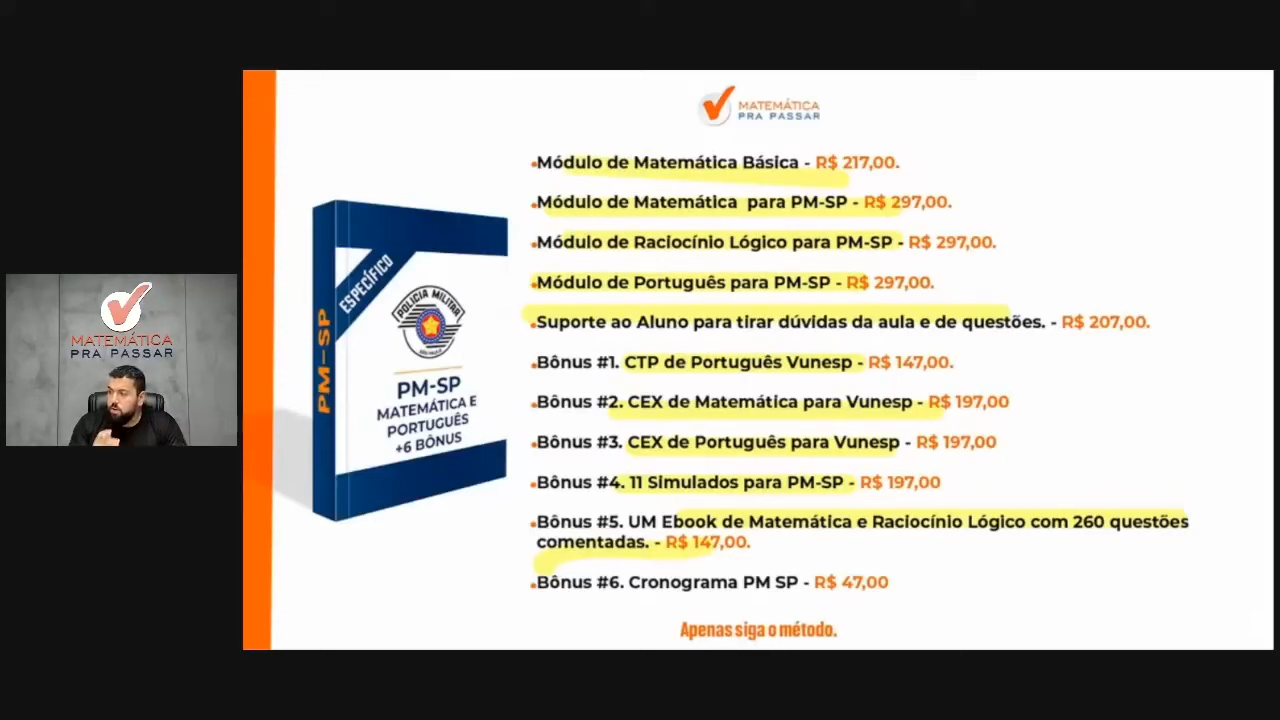 MATEMÁTICA
PRA PASSAR
•Módulo de Matemática Básica - R$ 217,00.
•Módulo de Matemática para PM-SP - R$ 297,00.
•Módulo de Raciocínio Lógico para PM-SP - R$ 297,00.
•Módulo de Português para PM-SP - R$ 297,00.
•Suporte ao Aluno para tirar dúvidas da aula e de questões. - R$ 207,00.
•Bônus #1. CTP de Português Vunesp - R$ 147,00.
•Bônus #2. CEX de Matemática para Vunesp - R$ 197,00
•Bônus #3. CEX de Português para Vunesp - R$ 197,00
•Bônus #4. 11 Simulados para PM-SP - R$ 197,00
•Bônus #5. UM Ebook de Matemática e Raciocínio Lógico com 260 questões
comentadas. - R$ 147,00.
•Bônus #6. Cronograma PM SP - R$ 47,00
Apenas siga o método.
PM-SP
ESPECÍFICO
POLÍCIA MILITAR
SÃO PAULO
PM-SP
MATEMÁTICA E
PORTUGUÊS
+6 BÔNUS
MATEMÁTICA
PRA PASSAR